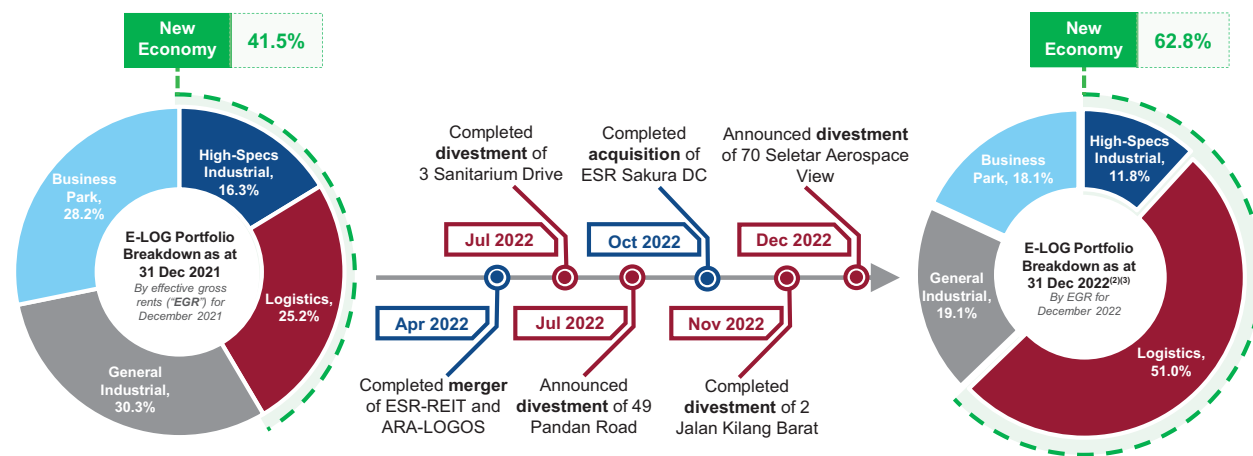 New
Economy
41.5%
High-Specs
Industrial,
16.3%
Business
Park,
28.2%
Logistics,
25.2%
General
Industrial,
30.3%
E-LOG Portfolio
Breakdown as at
31 Dec 2021
By effective gross
rents (“EGR”) for
December 2021
Completed
divestment of
3 Sanitarium Drive
Completed
acquisition of
ESR Sakura DC
Announced divestment
of 70 Seletar Aerospace
View
Jul 2022
Oct 2022
Dec 2022
Apr 2022
Jul 2022
Nov 2022
Completed merger
of ESR-REIT and
ARA-LOGOS
Announced
divestment of 49
Pandan Road
Completed
divestment of 2
Jalan Kilang Barat
New
Economy
62.8%
High-Specs
Industrial,
11.8%
Business
Park, 18.1%
General
Industrial,
19.1%
Logistics,
51.0%
E-LOG Portfolio
Breakdown as at
31 Dec 2022(2)(3)
By EGR for
December 2022